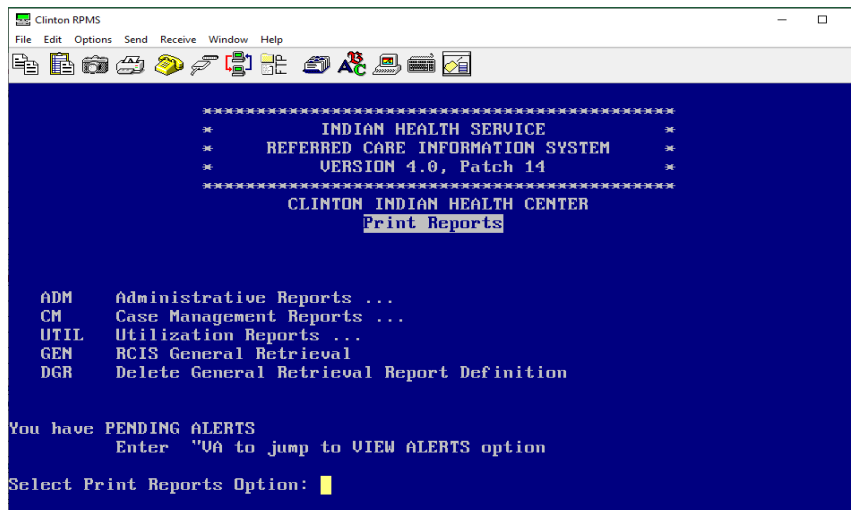 Clinton RPMS
File Edit Options Send Receive Window Help
*****************************************************
* INDIAN HEALTH SERVICE *
* REFERRED CARE INFORMATION SYSTEM *
* VERSION 4.0, Patch 14 *
*****************************************************
CLINTON INDIAN HEALTH CENTER
Print Reports
ADM Administrative Reports ...
CM Case Management Reports ...
UTIL Utilization Reports ...
GEN RCIS General Retrieval
DGR Delete General Retrieval Report Definition
You have PENDING ALERTS
Enter "VA to jump to VIEW ALERTS option
Select Print Reports Option: